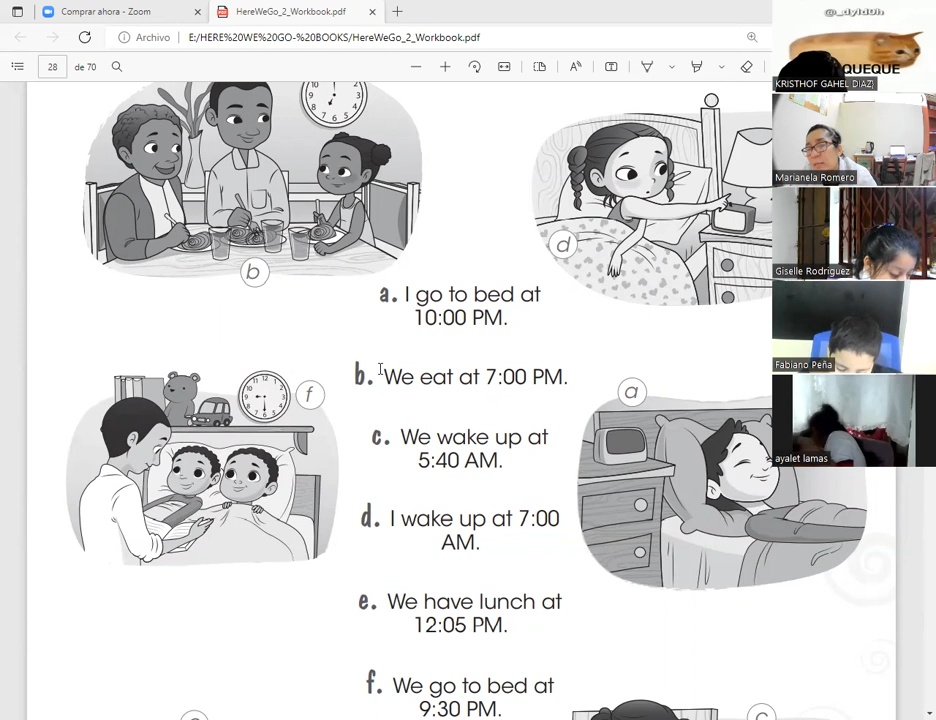 Comprar ahora - Zoom
HereWeGo_2_Workbook.pdf
Archivo
E:/HERE%20WE%20GO-%20BOOKS/HereWeGo_2_Workbook.pdf
28
de 70
@_dyld0h
QUEQUE
KRISTHOF GAHEL DIAZ)
Marianela Romero
Giselle Rodriguez
Fabiano Peña
ayalet lamas
b
d
a. I go to bed at
10:00 PM.
b. We eat at 7:00 PM.
f
a
c. We wake up at
5:40 AM.
d. I wake up at 7:00
AM.
e. We have lunch at
12:05 PM.
f. We go to bed at
9:30 PM.